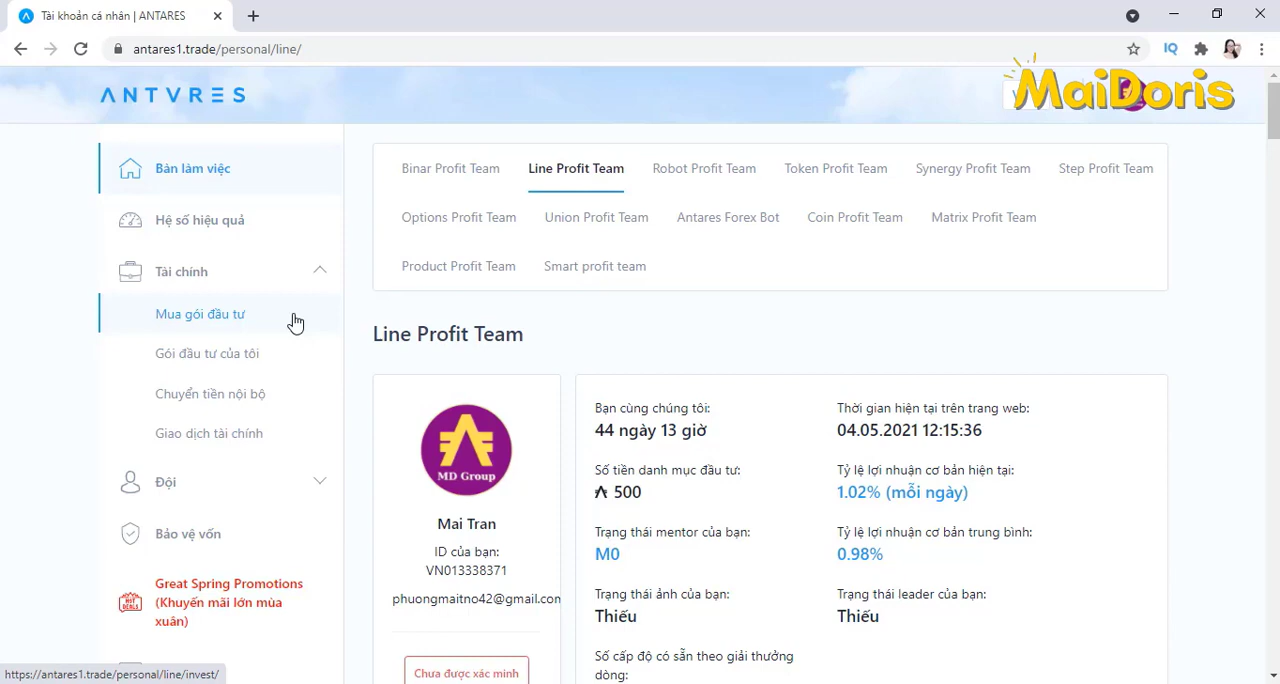 Tài khoản cá nhân | ANTARES
antares1.trade/personal/line/
IQ
MaiDoris
ANTVRES
Bàn làm việc
Hệ số hiệu quả
Tài chính
Mua gói đầu tư
Gói đầu tư của tôi
Chuyển tiền nội bộ
Giao dịch tài chính
Đội
Bảo vệ vốn
HOT DEALS
Great Spring Promotions
(Khuyến mãi lớn mùa
xuân)
Binar Profit Team
Line Profit Team
Robot Profit Team
Token Profit Team
Synergy Profit Team
Step Profit Team
Options Profit Team
Union Profit Team
Antares Forex Bot
Coin Profit Team
Matrix Profit Team
Product Profit Team
Smart profit team
Line Profit Team
MD Group
Mai Tran
ID của bạn:
VN013338371
phuongmaitno42@gmail.com
Chưa được xác minh
Bạn cùng chúng tôi:
44 ngày 13 giờ
Số tiền danh mục đầu tư:
500
Trạng thái mentor của bạn:
M0
Trạng thái ảnh của bạn:
Thiếu
Số cấp độ có sẵn theo giải thưởng
dòng:
Thời gian hiện tại trên trang web:
04.05.2021 12:15:36
Tỷ lệ lợi nhuận cơ bản hiện tại:
1.02% (mỗi ngày)
Tỷ lệ lợi nhuận cơ bản trung bình:
0.98%
Trạng thái leader của bạn:
Thiếu
https://antares1.trade/personal/line/invest/